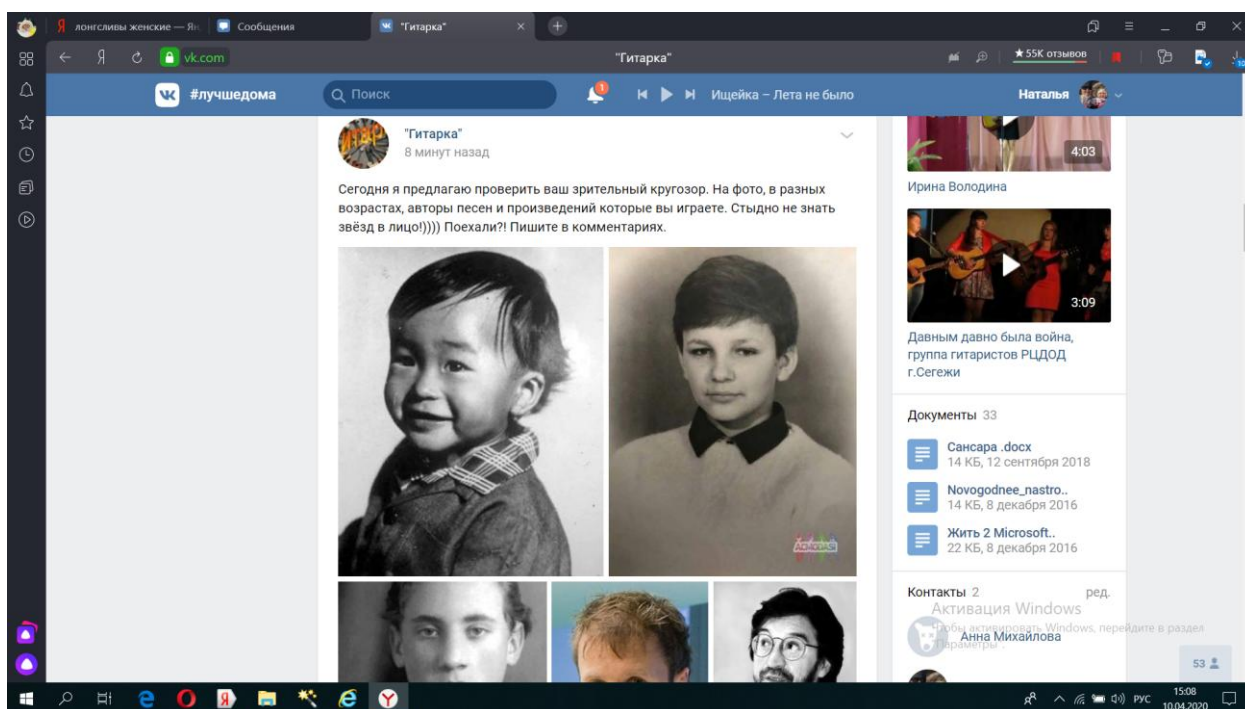 лонгсливы женские — Ян
Сообщения
"Гитарка"
vk.com
"Гитарка"
★ 55К отзывов
#лучшедома
Поиск
1
Ищейка – Лета не было
Наталья
"Гитарка"
8 минут назад
Сегодня я предлагаю проверить ваш зрительный кругозор. На фото, в разных
возрастах, авторы песен и произведений которые вы играете. Стыдно не знать
звёзд в лицо!)))) Поехали?! Пишите в комментариях.
4:03
Ирина Володина
3:09
Давным давно была война,
группа гитаристов РЦДОД
г.Сегежи
Документы 33
Сансара .docx
14 КБ, 12 сентября 2018
Novogodnee_nastro..
14 КБ, 8 декабря 2016
Жить 2 Microsoft..
22 КБ, 8 декабря 2016
Контакты 2
ред.
Активация Windows
Чтобы активировать Windows, перейдите в раздел
"Параметры".
Анна Михайлова
53
РУС
15:08
10.04.2020